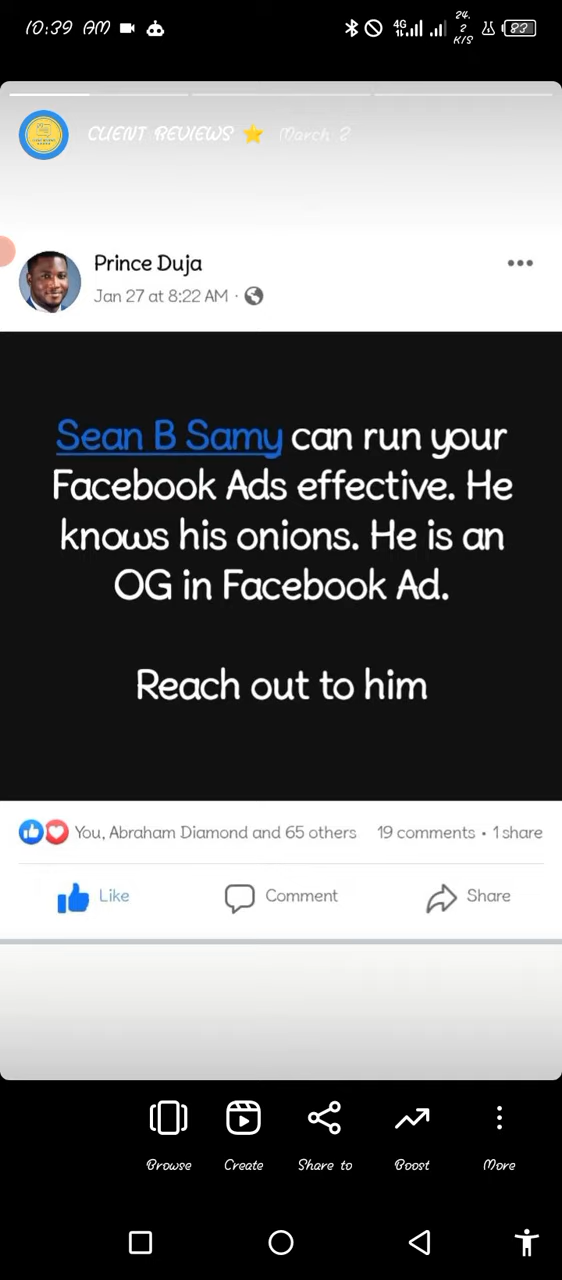 10:39 AM
4G
24.
2
K/S
83
CLIENT REVIEWS ⭐ March 2
Prince Duja
Jan 27 at 8:22 AM ·
Sean B Samy can run your
Facebook Ads effective. He
knows his onions. He is an
OG in Facebook Ad.
Reach out to him
You, Abraham Diamond and 65 others 19 comments • 1 share
Like Comment Share
Browse Create Share to Boost More